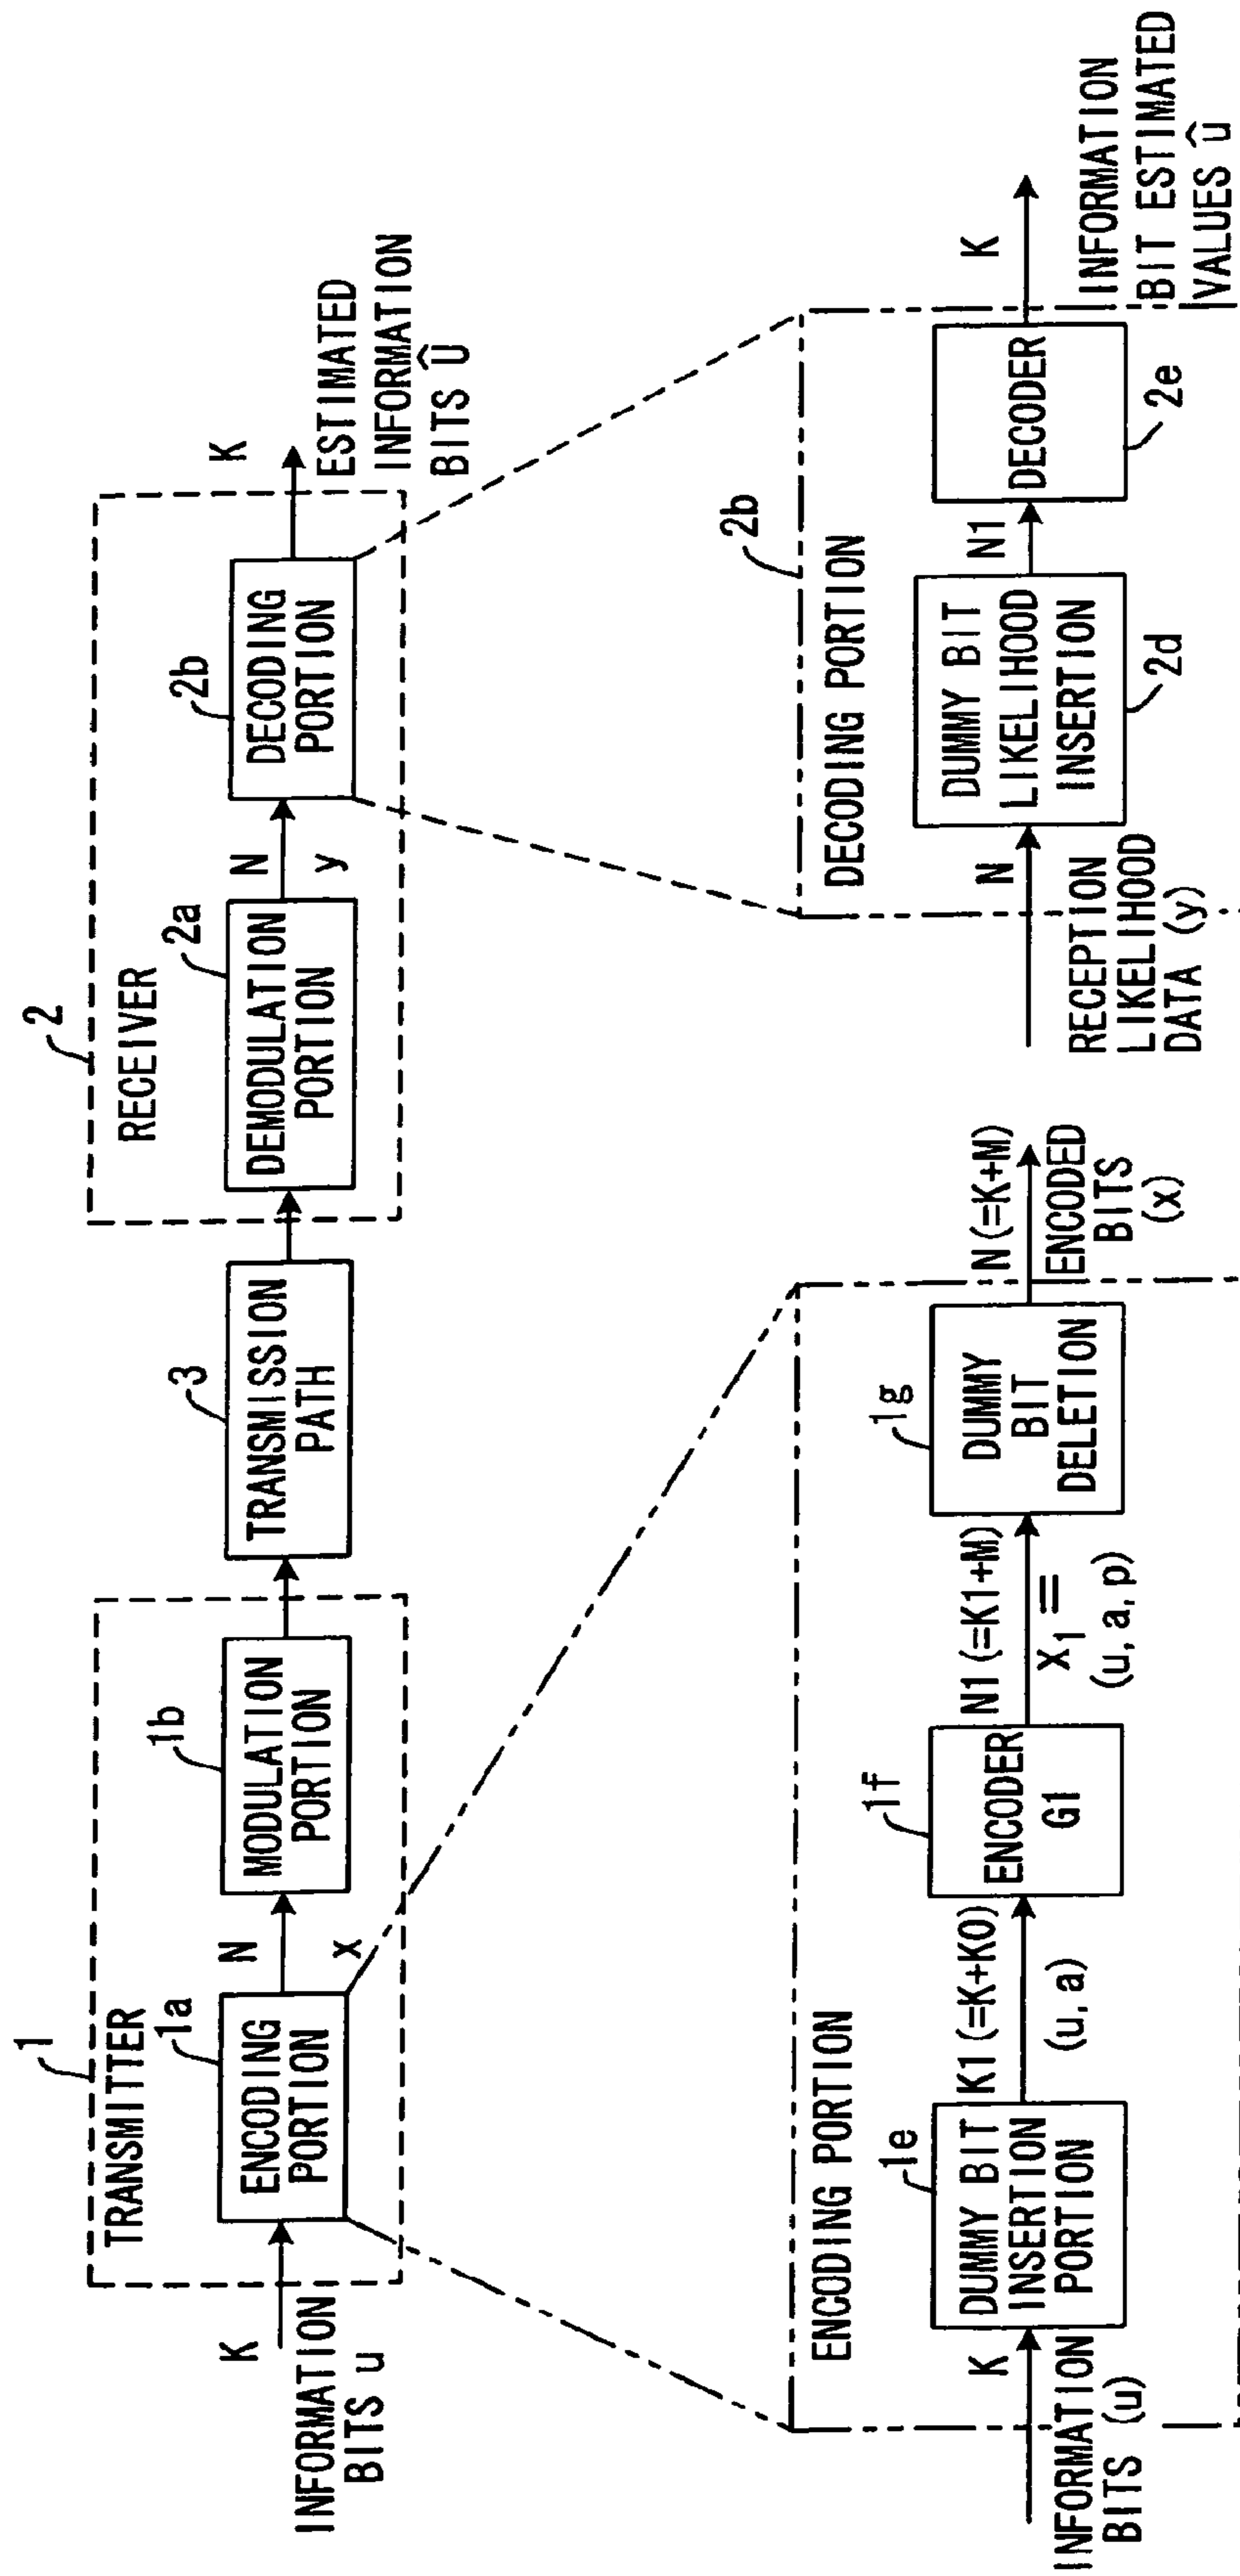 1
TRANSMITTER
K
INFORMATION
BITS u
1a
ENCODING
PORTION
N
x
1b
MODULATION
PORTION
3
TRANSMISSION
PATH
2
RECEIVER
2a
DEMODULATION
PORTION
N
y
2b
DECODING
PORTION
K
ESTIMATED
INFORMATION
BITS Û
ENCODING PORTION
K
INFORMATION
BITS (u)
1e
DUMMY BIT
INSERTION
PORTION
K1 (=K+K0)
(u, a)
1f
ENCODER
G1
N1 (=K1+M)
X₁ =
(u, a, p)
1g
DUMMY
BIT
DELETION
N (=K+M)
ENCODED
BITS
(x)
2b
DECODING PORTION
N
RECEPTION
LIKELIHOOD
DATA (y)
DUMMY BIT
LIKELIHOOD
INSERTION
2d
N1
DECODER
2e
K
INFORMATION
BIT ESTIMATED
VALUES û